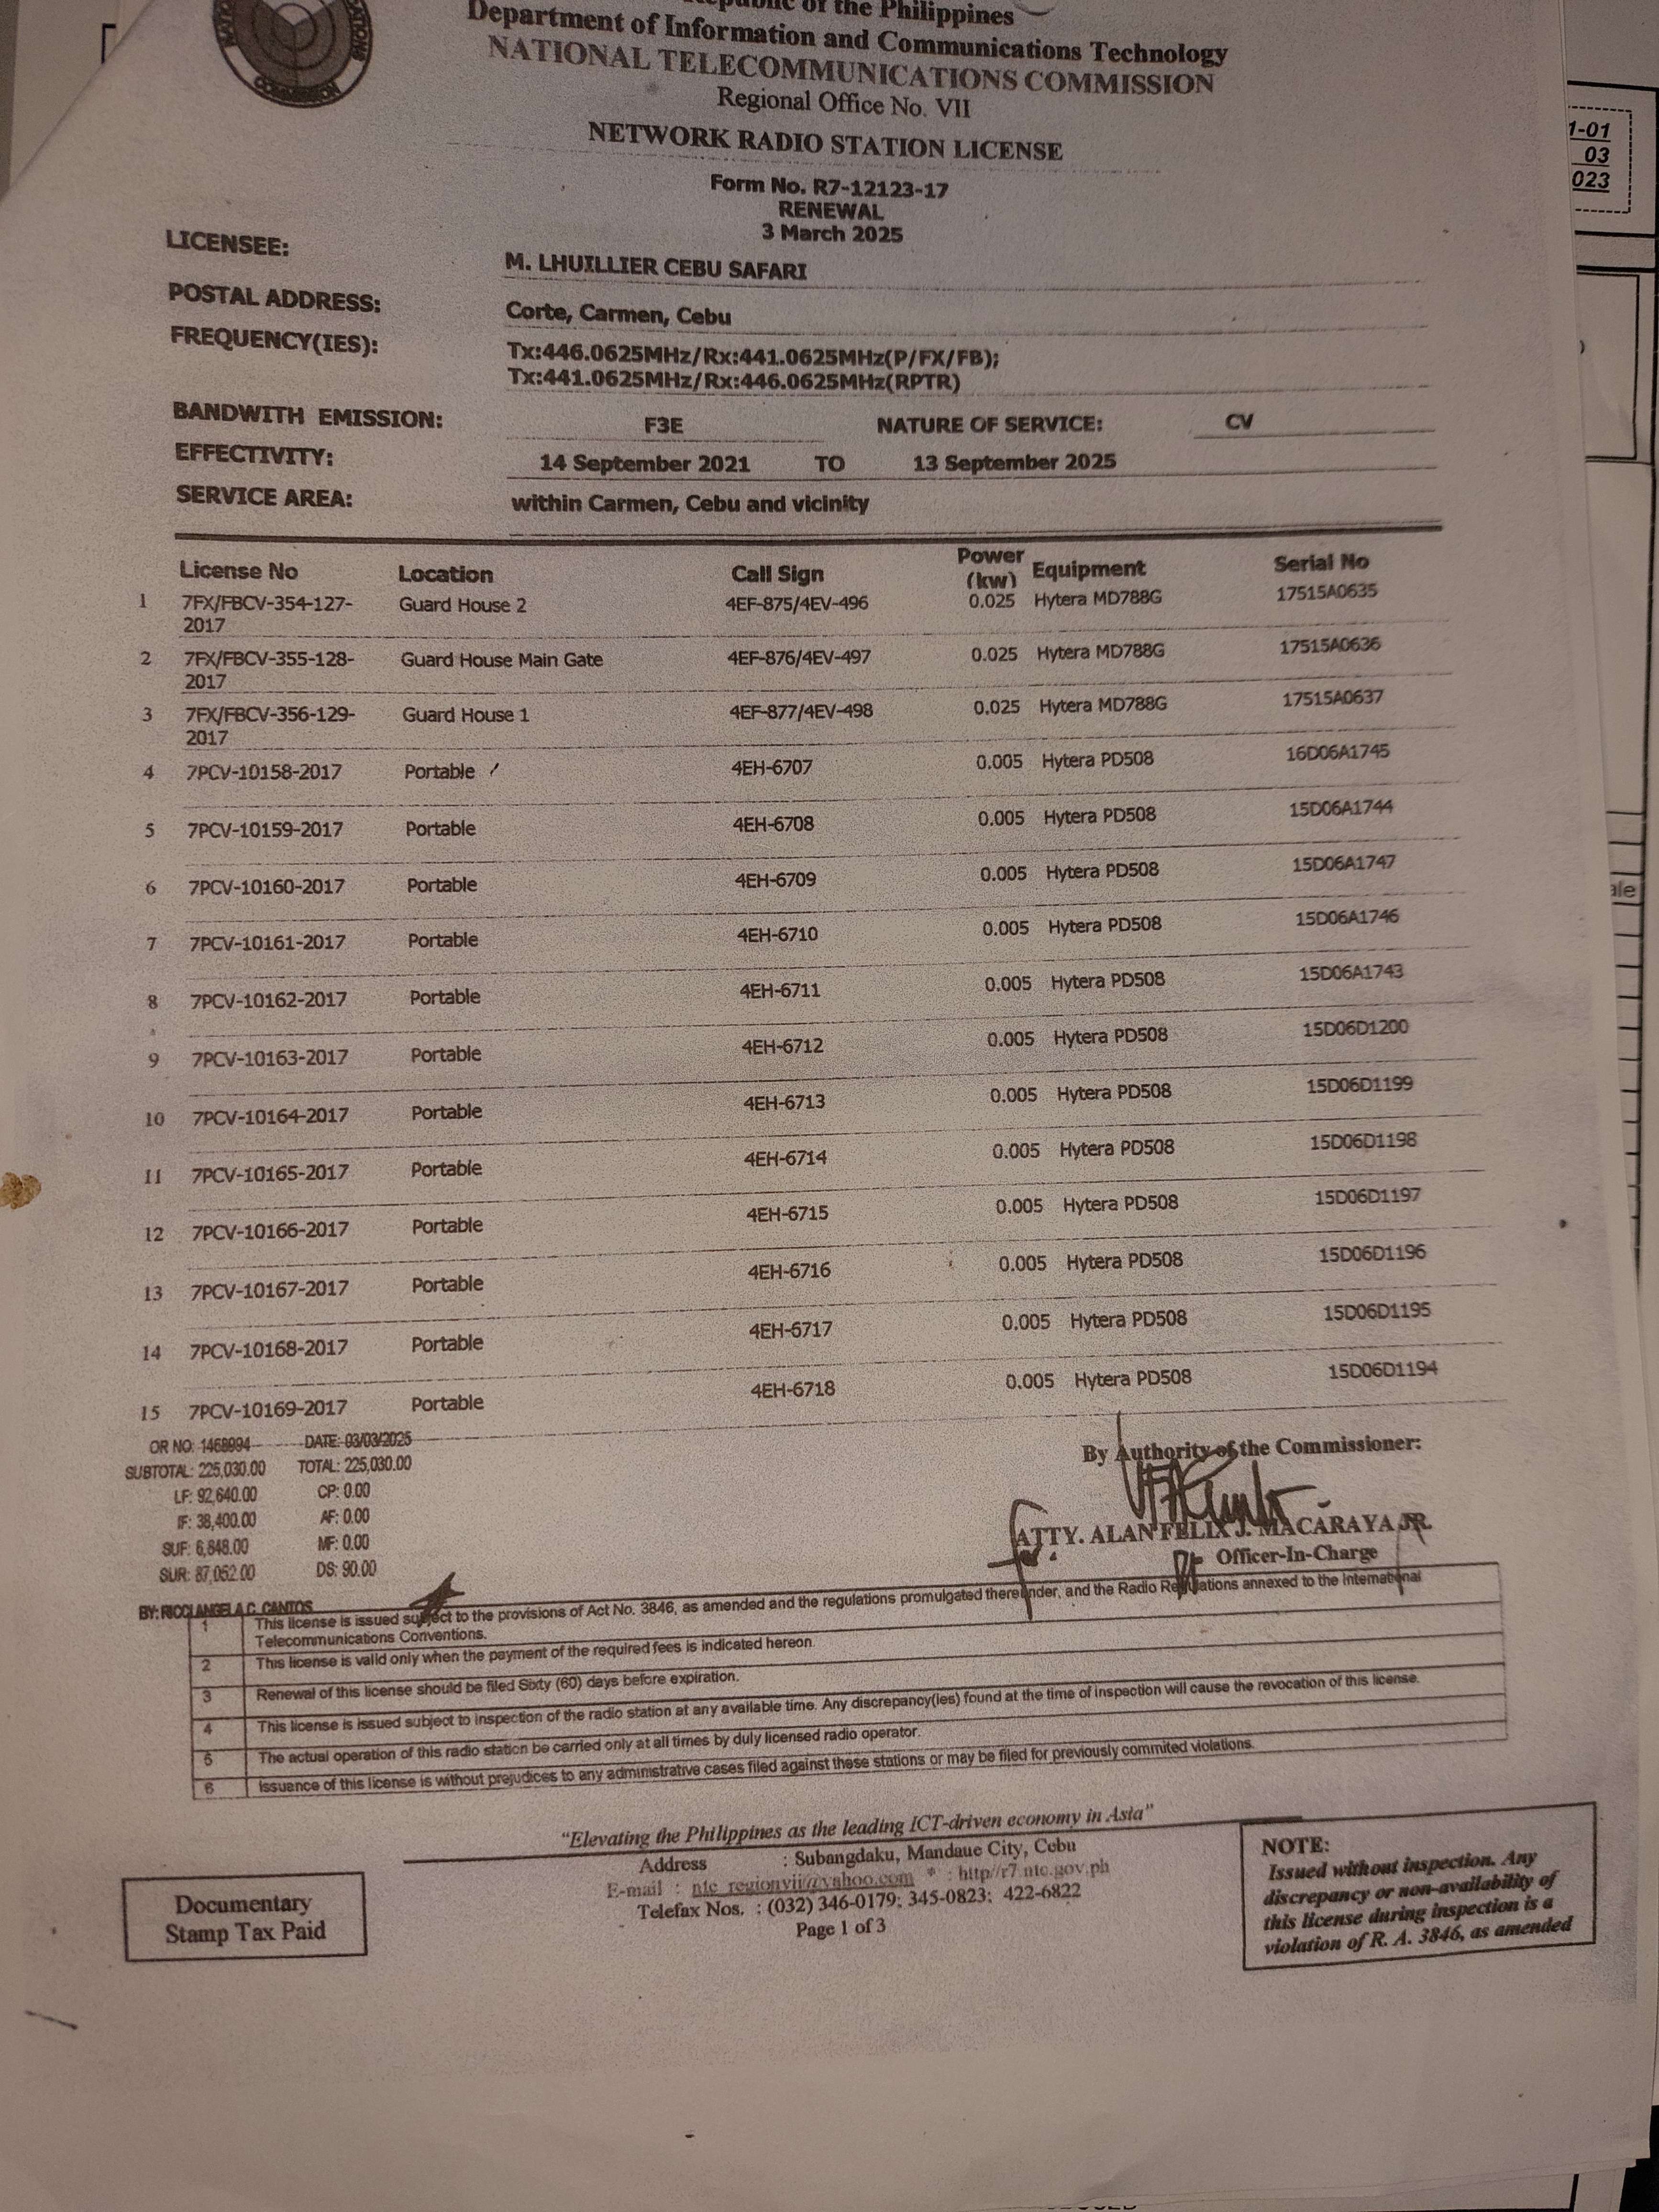 of the Philippines
Department of Information and Communications Technology
NATIONAL TELECOMMUNICATIONS COMMISSION
Regional Office No. VII
NETWORK RADIO STATION LICENSE
Form No. R7-12123-17
RENEWAL
3 March 2025
LICENSEE: M. LHUILLIER CEBU SAFARI
POSTAL ADDRESS: Corte, Carmen, Cebu
FREQUENCY(IES): Tx:446.0625MHz/Rx:441.0625MHz(P/FX/FB);
Tx:441.0625MHz/Rx:446.0625MHz(RPTR)
BANDWITH EMISSION: F3E NATURE OF SERVICE: CV
EFFECTIVITY: 14 September 2021 TO 13 September 2025
SERVICE AREA: within Carmen, Cebu and vicinity
License No Location Call Sign Power (kw) Equipment Serial No
1 7FX/FBCV-354-127- Guard House 2 4EF-875/4EV-496 0.025 Hytera MD788G 17515A0635
2017
2 7FX/FBCV-355-128- Guard House Main Gate 4EF-876/4EV-497 0.025 Hytera MD788G 17515A0636
2017
3 7FX/FBCV-356-129- Guard House 1 4EF-877/4EV-498 0.025 Hytera MD788G 17515A0637
2017
4 7PCV-10158-2017 Portable 4EH-6707 0.005 Hytera PD508 16D06A1745
5 7PCV-10159-2017 Portable 4EH-6708 0.005 Hytera PD508 15D06A1744
6 7PCV-10160-2017 Portable 4EH-6709 0.005 Hytera PD508 15D06A1747
7 7PCV-10161-2017 Portable 4EH-6710 0.005 Hytera PD508 15D06A1746
8 7PCV-10162-2017 Portable 4EH-6711 0.005 Hytera PD508 15D06A1743
9 7PCV-10163-2017 Portable 4EH-6712 0.005 Hytera PD508 15D06D1200
10 7PCV-10164-2017 Portable 4EH-6713 0.005 Hytera PD508 15D06D1199
11 7PCV-10165-2017 Portable 4EH-6714 0.005 Hytera PD508 15D06D1198
12 7PCV-10166-2017 Portable 4EH-6715 0.005 Hytera PD508 15D06D1197
13 7PCV-10167-2017 Portable 4EH-6716 0.005 Hytera PD508 15D06D1196
14 7PCV-10168-2017 Portable 4EH-6717 0.005 Hytera PD508 15D06D1195
15 7PCV-10169-2017 Portable 4EH-6718 0.005 Hytera PD508 15D06D1194
OR NO: 1468994 DATE: 03/03/2025
SUBTOTAL: 225,030.00 TOTAL: 225,030.00
LF: 92,640.00 CP: 0.00
IF: 38,400.00 AF: 0.00
SUF: 6,848.00 MF: 0.00
SUR: 87,052.00 DS: 90.00
BY: RICCI ANGELA C. CANTOS
By Authority of the Commissioner:
ATTY. ALAN FELIX J. MACARAYA JR.
Officer-In-Charge
1 This license is issued subject to the provisions of Act No. 3846, as amended and the regulations promulgated thereunder, and the Radio Regulations annexed to the International
Telecommunications Conventions.
2 This license is valid only when the payment of the required fees is indicated hereon.
3 Renewal of this license should be filed Sixty (60) days before expiration.
4 This license is issued subject to inspection of the radio station at any available time. Any discrepancy(ies) found at the time of inspection will cause the revocation of this license.
5 The actual operation of this radio station be carried only at all times by duly licensed radio operator.
6 Issuance of this license is without prejudices to any administrative cases filed against these stations or may be filed for previously commited violations.
"Elevating the Philippines as the leading ICT-driven economy in Asia"
Address : Subangdaku, Mandaue City, Cebu
E-mail : ntc_regionvii@yahoo.com * : http//r7.ntc.gov.ph
Telefax Nos. : (032) 346-0179; 345-0823; 422-6822
Page 1 of 3
Documentary
Stamp Tax Paid
NOTE:
Issued without inspection. Any
discrepancy or non-availability of
this license during inspection is a
violation of R. A. 3846, as amended
1-01
03
023